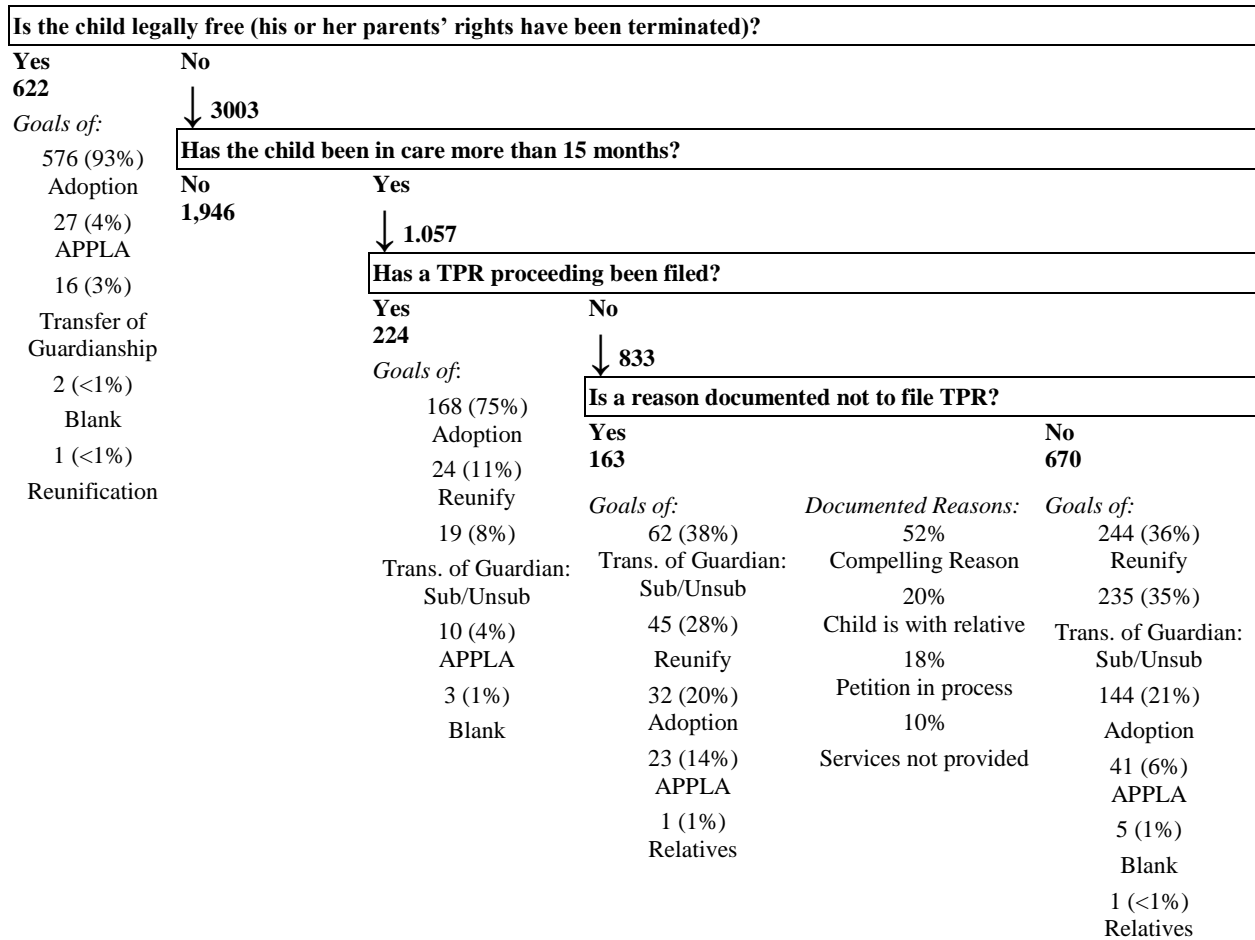 Is the child legally free (his or her parents’ rights have been terminated)?
Yes
622
Goals of:
576 (93%)
Adoption
27 (4%)
APPLA
16 (3%)
Transfer of
Guardianship
2 (<1%)
Blank
1 (<1%)
Reunification
No
↓ 3003
Has the child been in care more than 15 months?
No
1,946
Yes
↓ 1.057
Has a TPR proceeding been filed?
Yes
224
Goals of:
168 (75%)
Adoption
24 (11%)
Reunify
19 (8%)
Trans. of Guardian:
Sub/Unsub
10 (4%)
APPLA
3 (1%)
Blank
No
↓ 833
Is a reason documented not to file TPR?
Yes
163
Goals of:
62 (38%)
Trans. of Guardian:
Sub/Unsub
45 (28%)
Reunify
32 (20%)
Adoption
23 (14%)
APPLA
1 (1%)
Relatives
Documented Reasons:
52%
Compelling Reason
20%
Child is with relative
18%
Petition in process
10%
Services not provided
No
670
Goals of:
244 (36%)
Reunify
235 (35%)
Trans. of Guardian:
Sub/Unsub
144 (21%)
Adoption
41 (6%)
APPLA
5 (1%)
Blank
1 (<1%)
Relatives